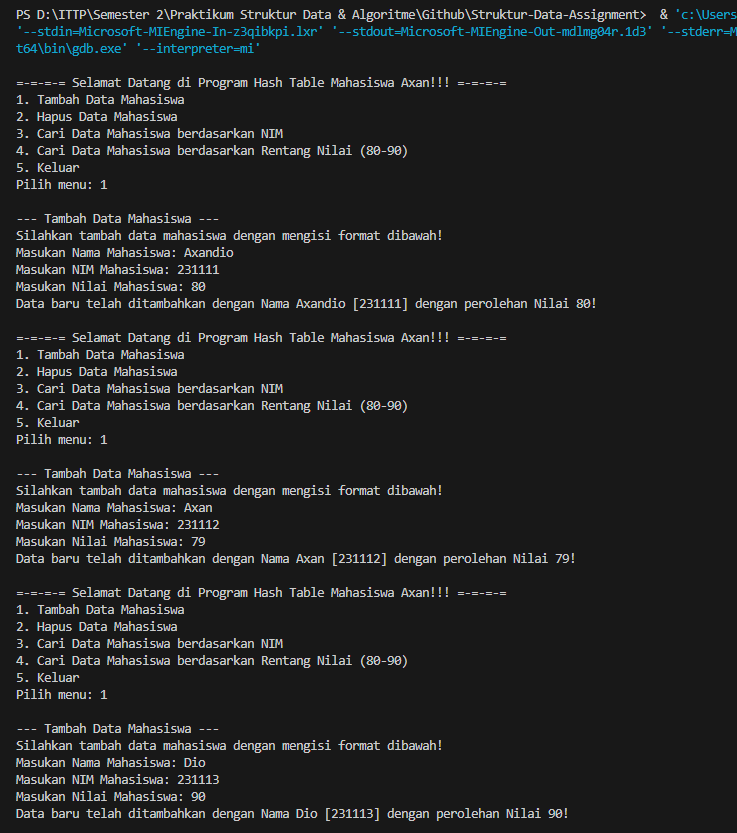 PS D:\ITTP\Semester 2\Praktikum Struktur Data & Algoritme\Github\Struktur-Data-Assignment>  & 'c:\Users
'--stdin=Microsoft-MIEngine-In-z3qibkpi.lxr' '--stdout=Microsoft-MIEngine-Out-mdlmg04r.1d3' '--stderr=M
t64\bin\gdb.exe' '--interpreter=mi'

=-=-=-= Selamat Datang di Program Hash Table Mahasiswa Axan!!! =-=-=-=
1. Tambah Data Mahasiswa
2. Hapus Data Mahasiswa
3. Cari Data Mahasiswa berdasarkan NIM
4. Cari Data Mahasiswa berdasarkan Rentang Nilai (80-90)
5. Keluar
Pilih menu: 1

--- Tambah Data Mahasiswa ---
Silahkan tambah data mahasiswa dengan mengisi format dibawah!
Masukan Nama Mahasiswa: Axandio
Masukan NIM Mahasiswa: 231111
Masukan Nilai Mahasiswa: 80
Data baru telah ditambahkan dengan Nama Axandio [231111] dengan perolehan Nilai 80!

=-=-=-= Selamat Datang di Program Hash Table Mahasiswa Axan!!! =-=-=-=
1. Tambah Data Mahasiswa
2. Hapus Data Mahasiswa
3. Cari Data Mahasiswa berdasarkan NIM
4. Cari Data Mahasiswa berdasarkan Rentang Nilai (80-90)
5. Keluar
Pilih menu: 1

--- Tambah Data Mahasiswa ---
Silahkan tambah data mahasiswa dengan mengisi format dibawah!
Masukan Nama Mahasiswa: Axan
Masukan NIM Mahasiswa: 231112
Masukan Nilai Mahasiswa: 79
Data baru telah ditambahkan dengan Nama Axan [231112] dengan perolehan Nilai 79!

=-=-=-= Selamat Datang di Program Hash Table Mahasiswa Axan!!! =-=-=-=
1. Tambah Data Mahasiswa
2. Hapus Data Mahasiswa
3. Cari Data Mahasiswa berdasarkan NIM
4. Cari Data Mahasiswa berdasarkan Rentang Nilai (80-90)
5. Keluar
Pilih menu: 1

--- Tambah Data Mahasiswa ---
Silahkan tambah data mahasiswa dengan mengisi format dibawah!
Masukan Nama Mahasiswa: Dio
Masukan NIM Mahasiswa: 231113
Masukan Nilai Mahasiswa: 90
Data baru telah ditambahkan dengan Nama Dio [231113] dengan perolehan Nilai 90!